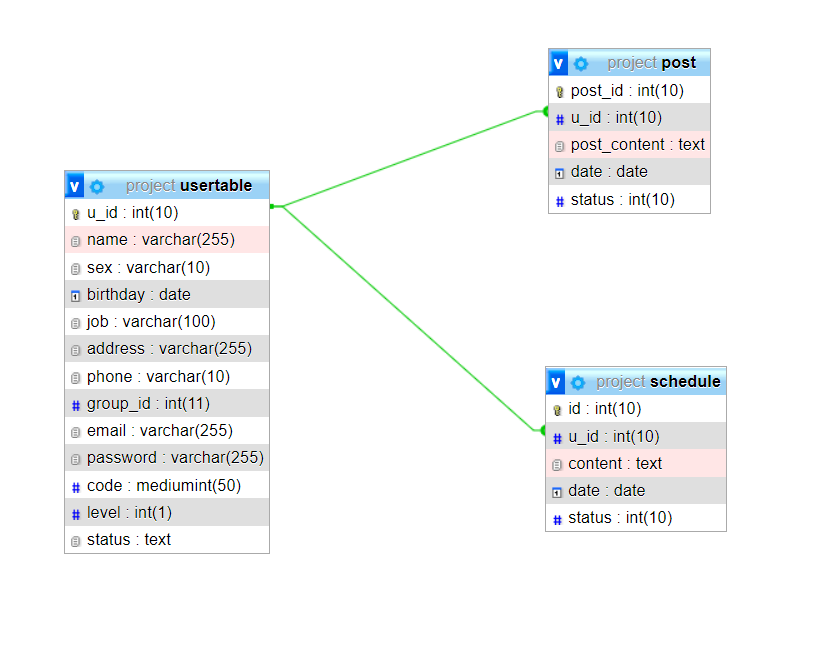 v project usertable
u_id : int(10)
name : varchar(255)
sex : varchar(10)
birthday : date
job : varchar(100)
address : varchar(255)
phone : varchar(10)
# group_id : int(11)
email : varchar(255)
password : varchar(255)
# code : mediumint(50)
# level : int(1)
status : text
v project post
post_id : int(10)
# u_id : int(10)
post_content : text
date : date
# status : int(10)
v project schedule
id : int(10)
# u_id : int(10)
content : text
date : date
# status : int(10)